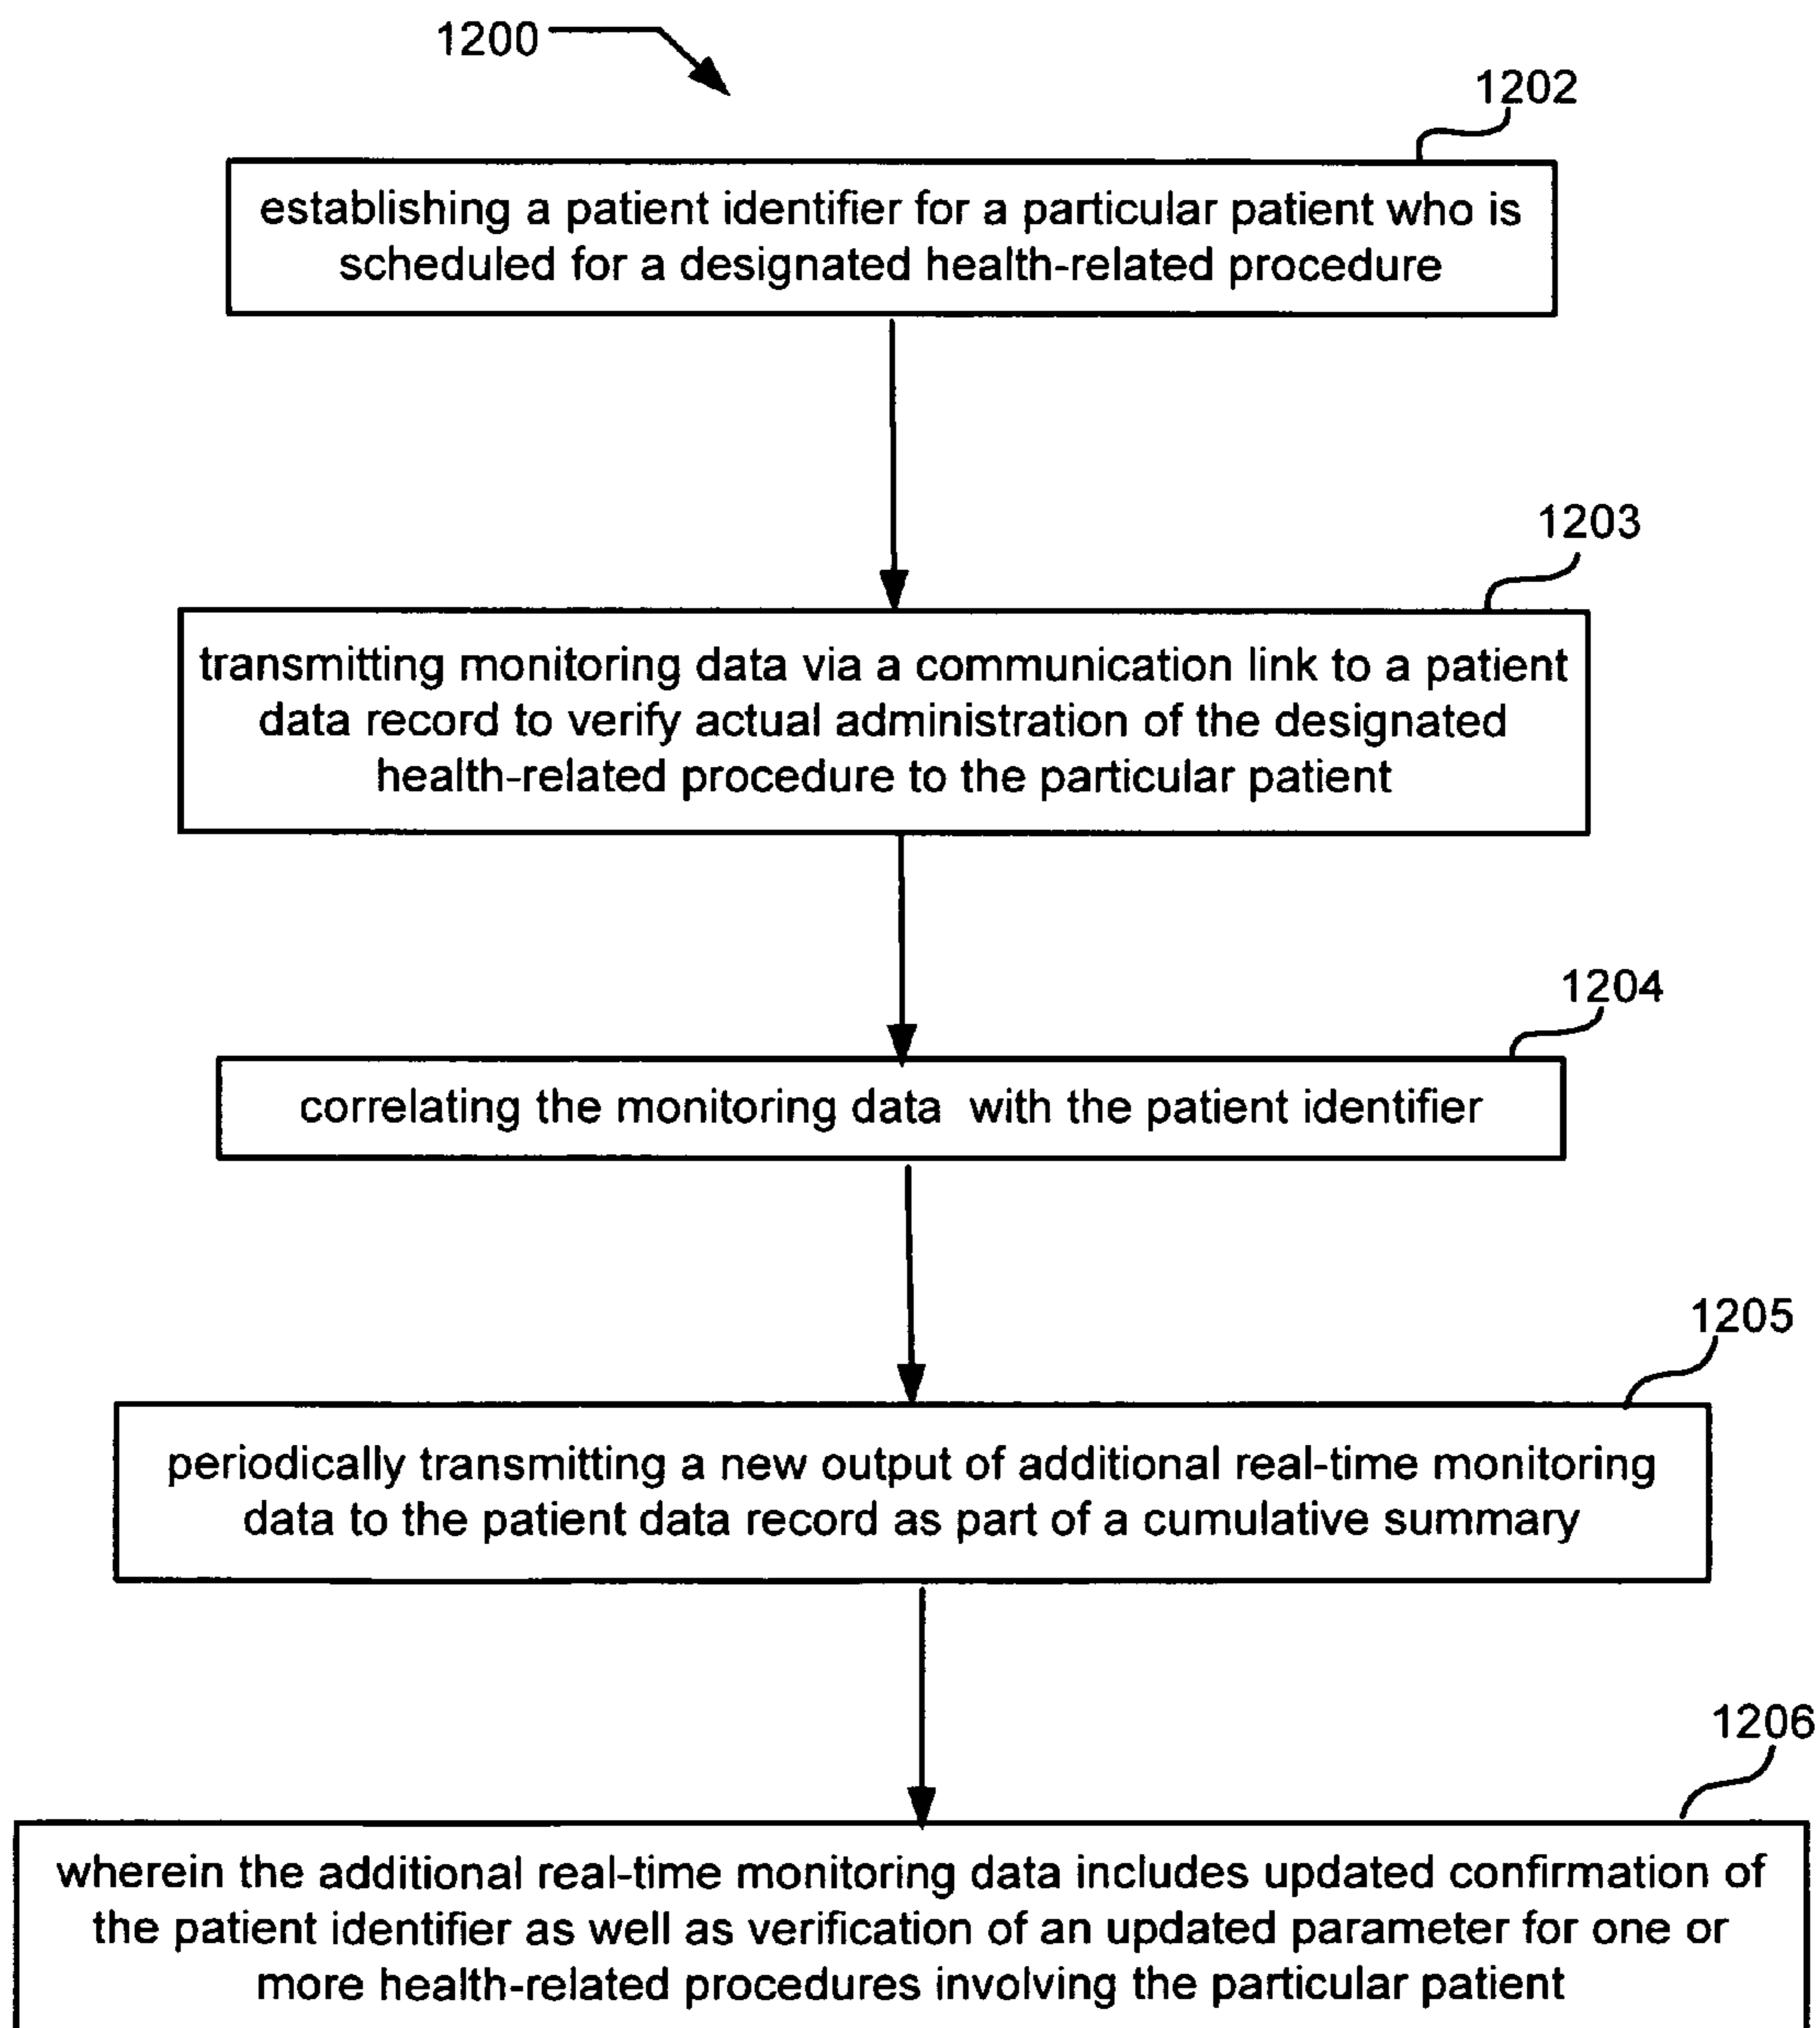 1200
1202
establishing a patient identifier for a particular patient who is
scheduled for a designated health-related procedure
1203
transmitting monitoring data via a communication link to a patient
data record to verify actual administration of the designated
health-related procedure to the particular patient
1204
correlating the monitoring data with the patient identifier
1205
periodically transmitting a new output of additional real-time monitoring
data to the patient data record as part of a cumulative summary
1206
wherein the additional real-time monitoring data includes updated confirmation of
the patient identifier as well as verification of an updated parameter for one or
more health-related procedures involving the particular patient